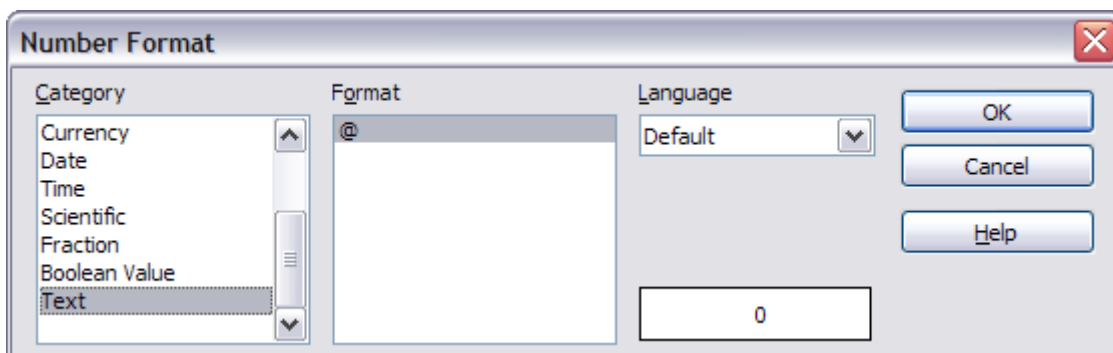 Number Format
Category
Format
Language
OK
Currency
@
Default
Date
Cancel
Time
Scientific
Help
Fraction
Boolean Value
Text
0